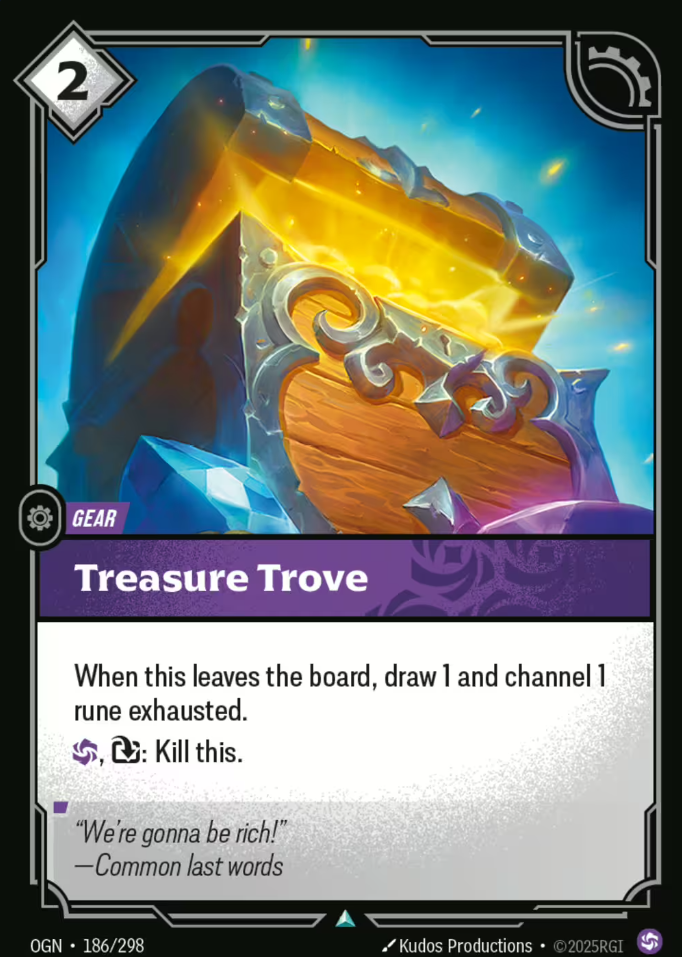 2
GEAR
Treasure Trove
When this leaves the board, draw 1 and channel 1
rune exhausted.
, : Kill this.
“We’re gonna be rich!”
—Common last words
OGN • 186/298
Kudos Productions • ©2025RGI